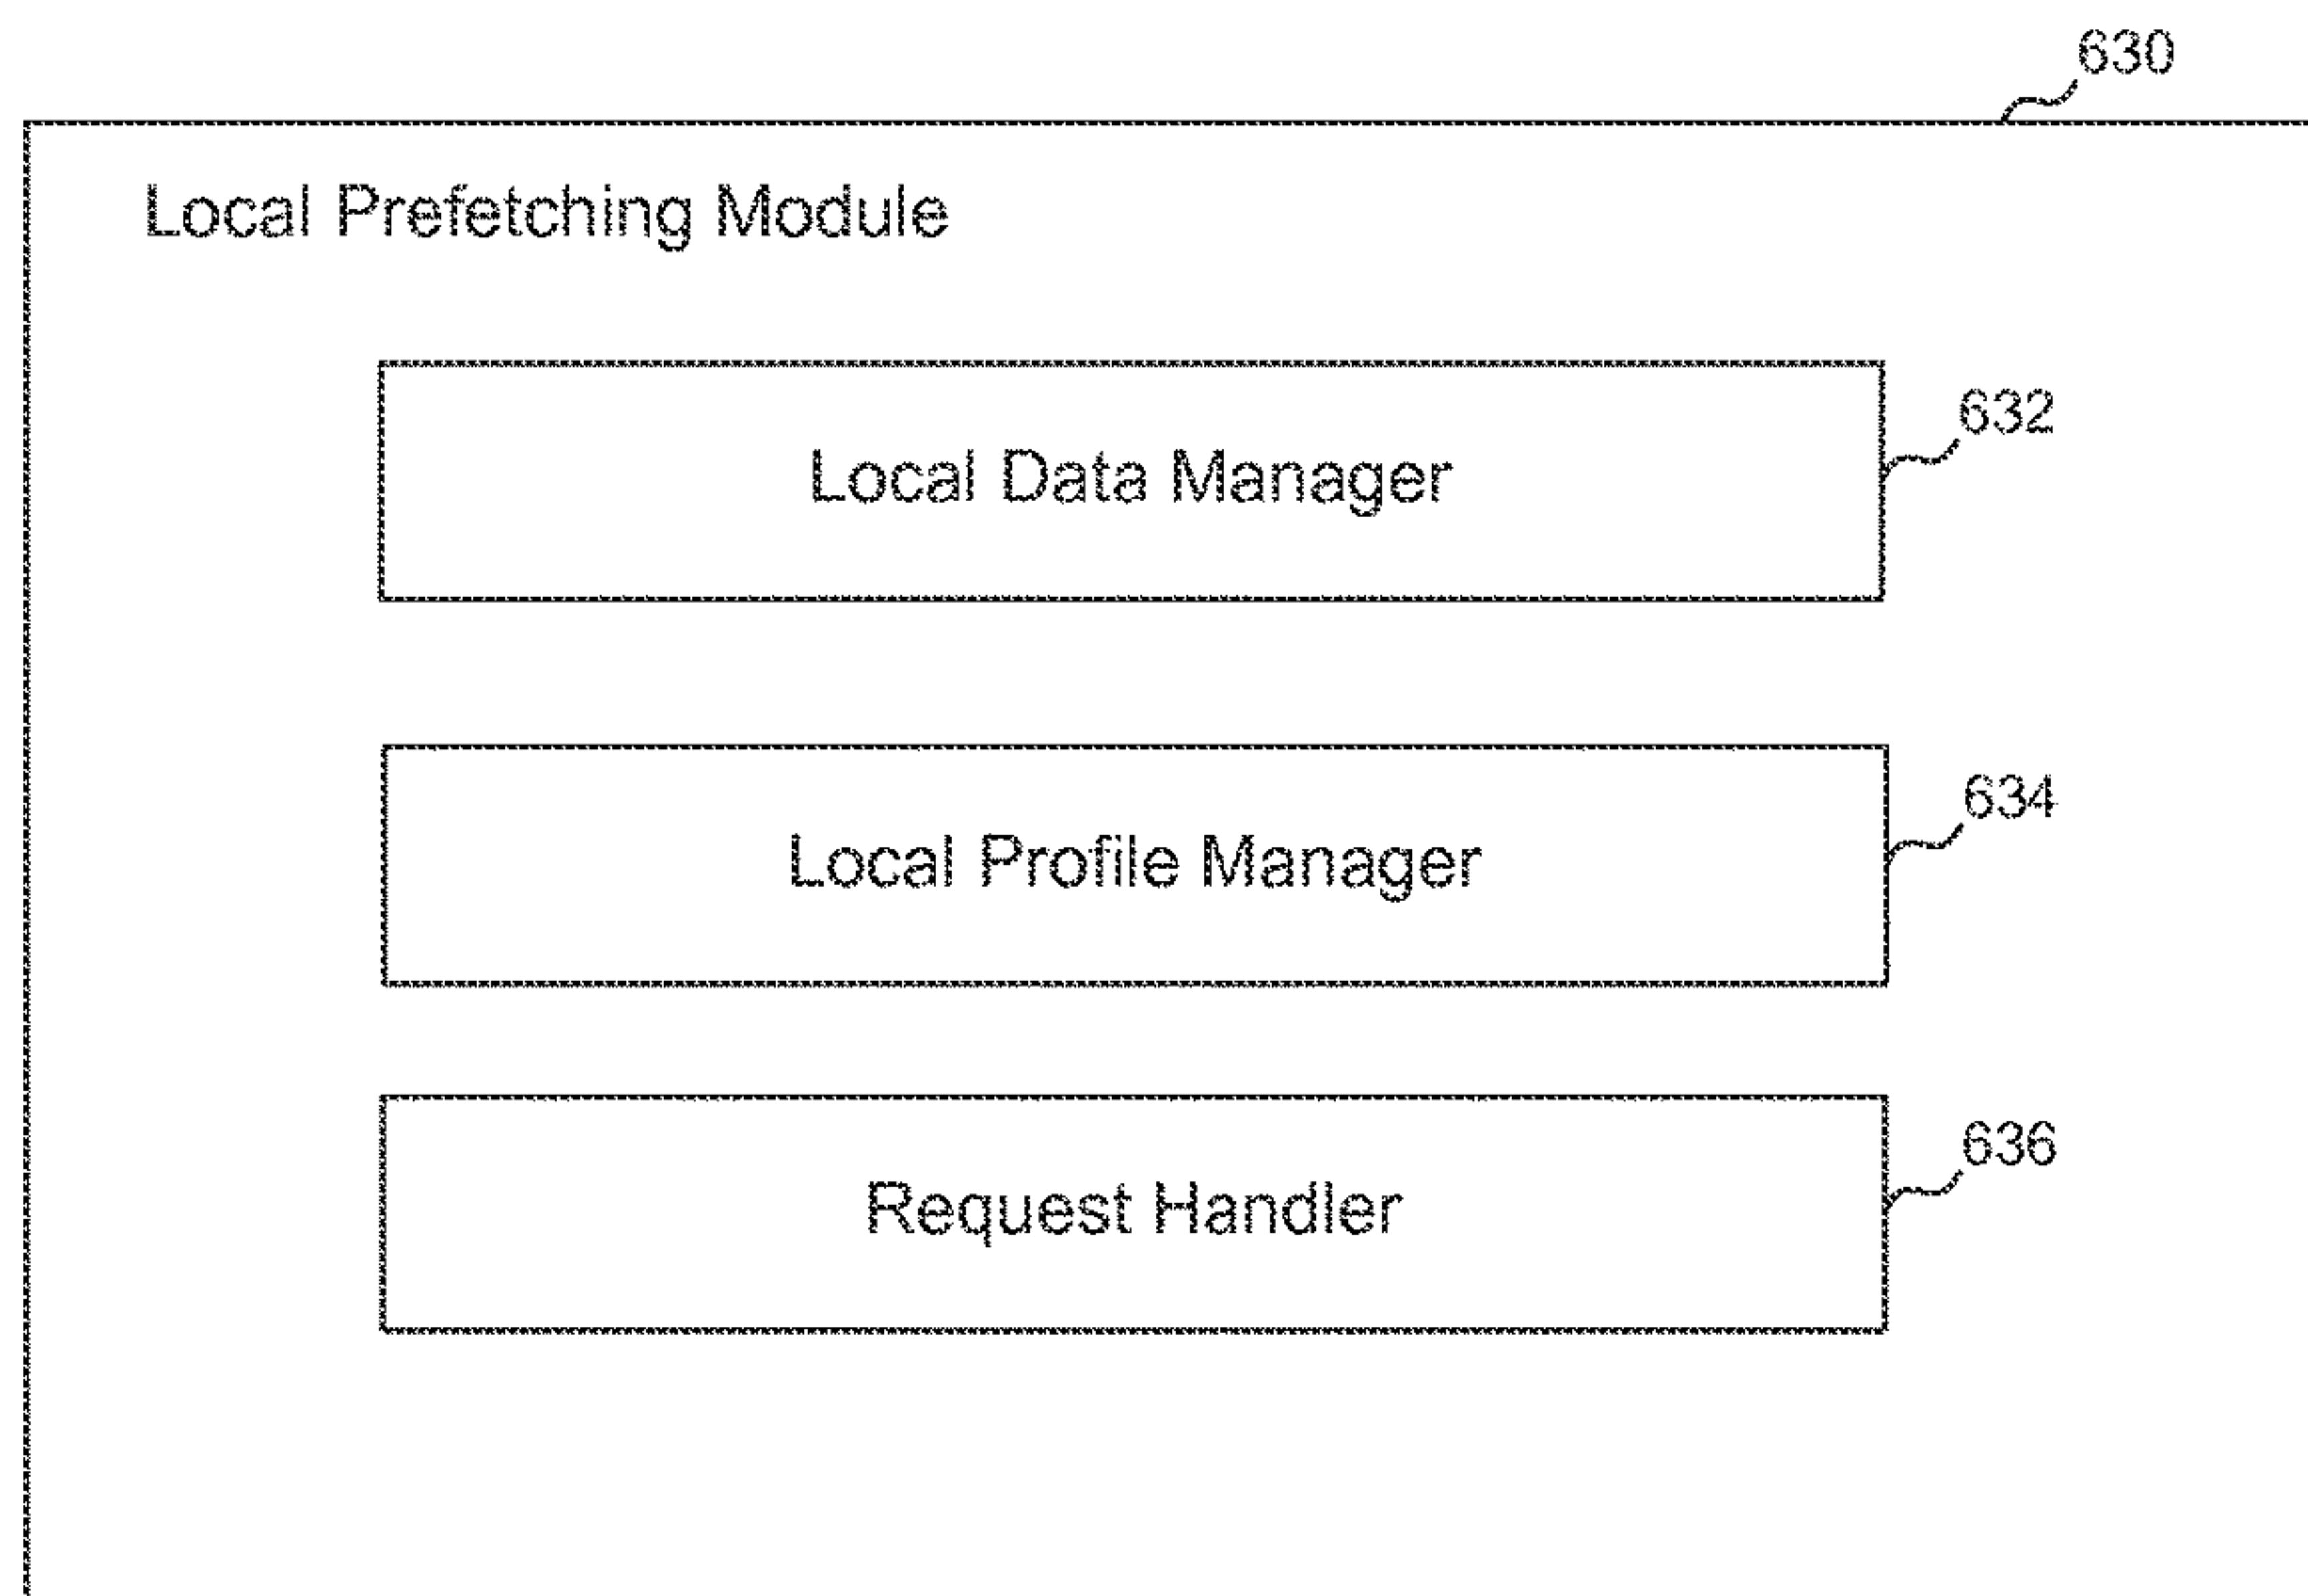 630
Local Prefetching Module
632
Local Data Manager
634
Local Profile Manager
636
Request Handler